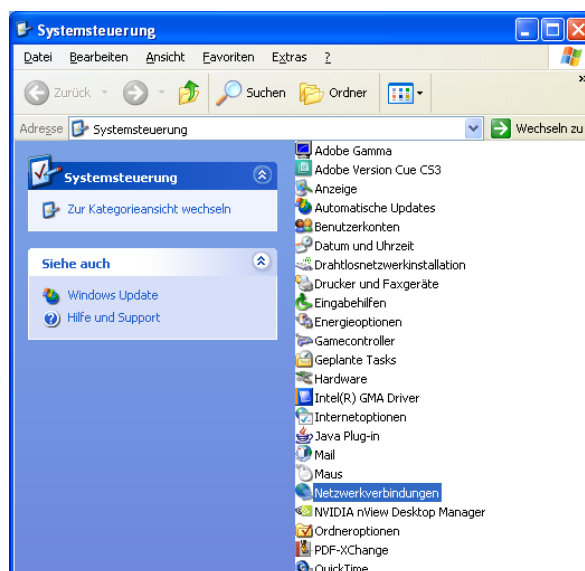 Systemsteuerung
Datei Bearbeiten Ansicht Favoriten Extras ?
Zurück Suchen Ordner »
Adresse Systemsteuerung Wechseln zu
Systemsteuerung
Zur Kategorieansicht wechseln
Siehe auch
Windows Update
Hilfe und Support
Adobe Gamma
Adobe Version Cue CS3
Anzeige
Automatische Updates
Benutzerkonten
Datum und Uhrzeit
Drahtlosnetzwerkinstallation
Drucker und Faxgeräte
Eingabehilfen
Energieoptionen
Gamecontroller
Geplante Tasks
Hardware
Intel(R) GMA Driver
Internetoptionen
Java Plug-in
Mail
Maus
Netzwerkverbindungen
NVIDIA nView Desktop Manager
Ordneroptionen
PDF-XChange
QuickTime